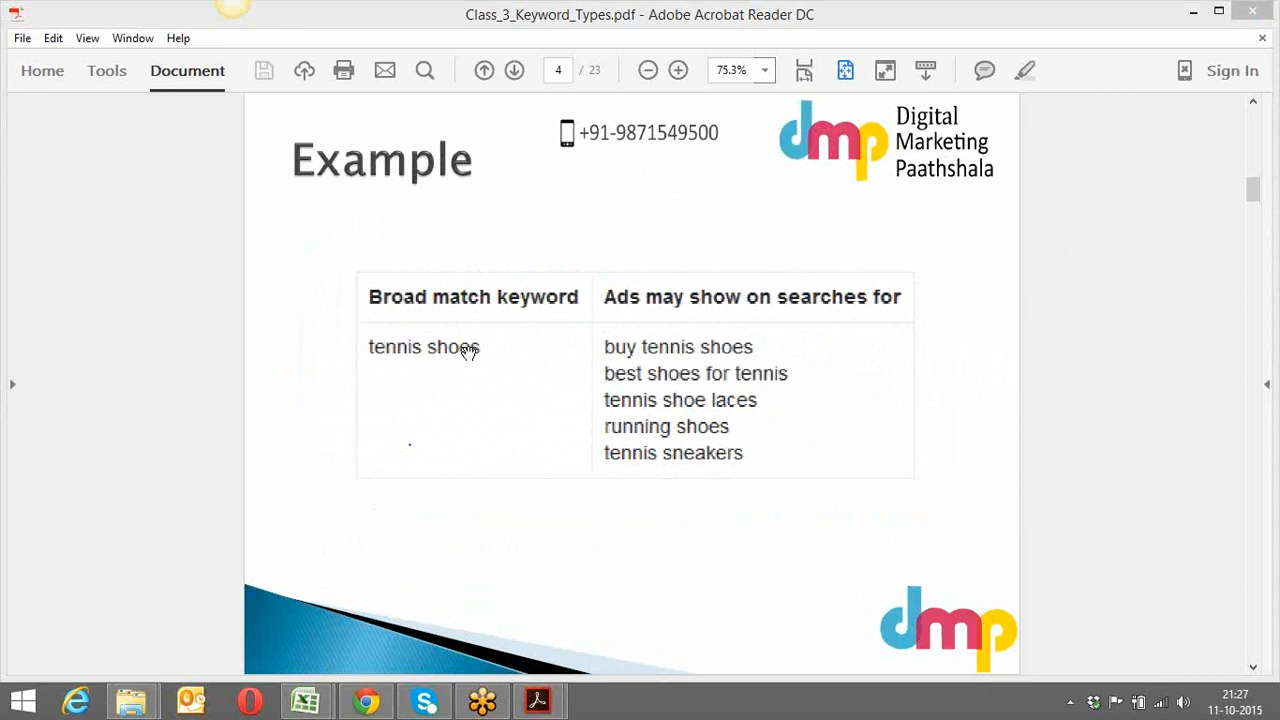 Class_3_Keyword_Types.pdf - Adobe Acrobat Reader DC
File Edit View Window Help
Home Tools Document 4 / 23 75.3% Sign In
+91-9871549500
dmp Digital Marketing Paathshala
Example
Broad match keyword Ads may show on searches for
tennis shoes buy tennis shoes
best shoes for tennis
tennis shoe laces
running shoes
tennis sneakers
dmp
21:27
11-10-2015